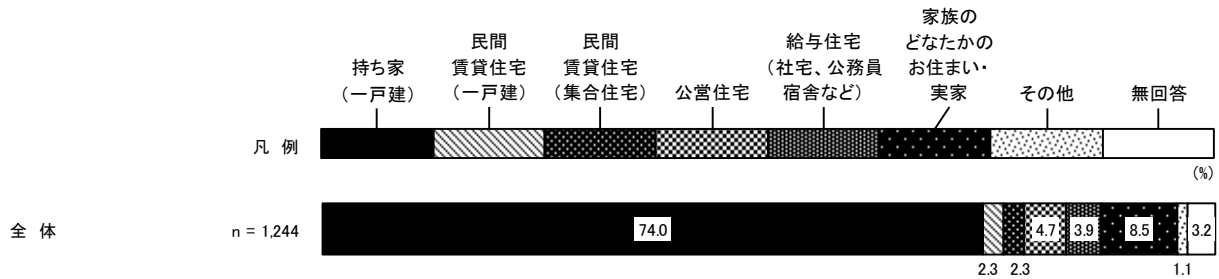 持ち家
（一戸建）
民間
賃貸住宅
（一戸建）
民間
賃貸住宅
（集合住宅）
公営住宅
給与住宅
（社宅、公務員
宿舎など）
家族の
どなたかの
お住まい・
実家
その他
無回答
凡 例
(%)
全 体
n = 1,244
74.0
2.3
2.3
4.7
3.9
8.5
1.1
3.2